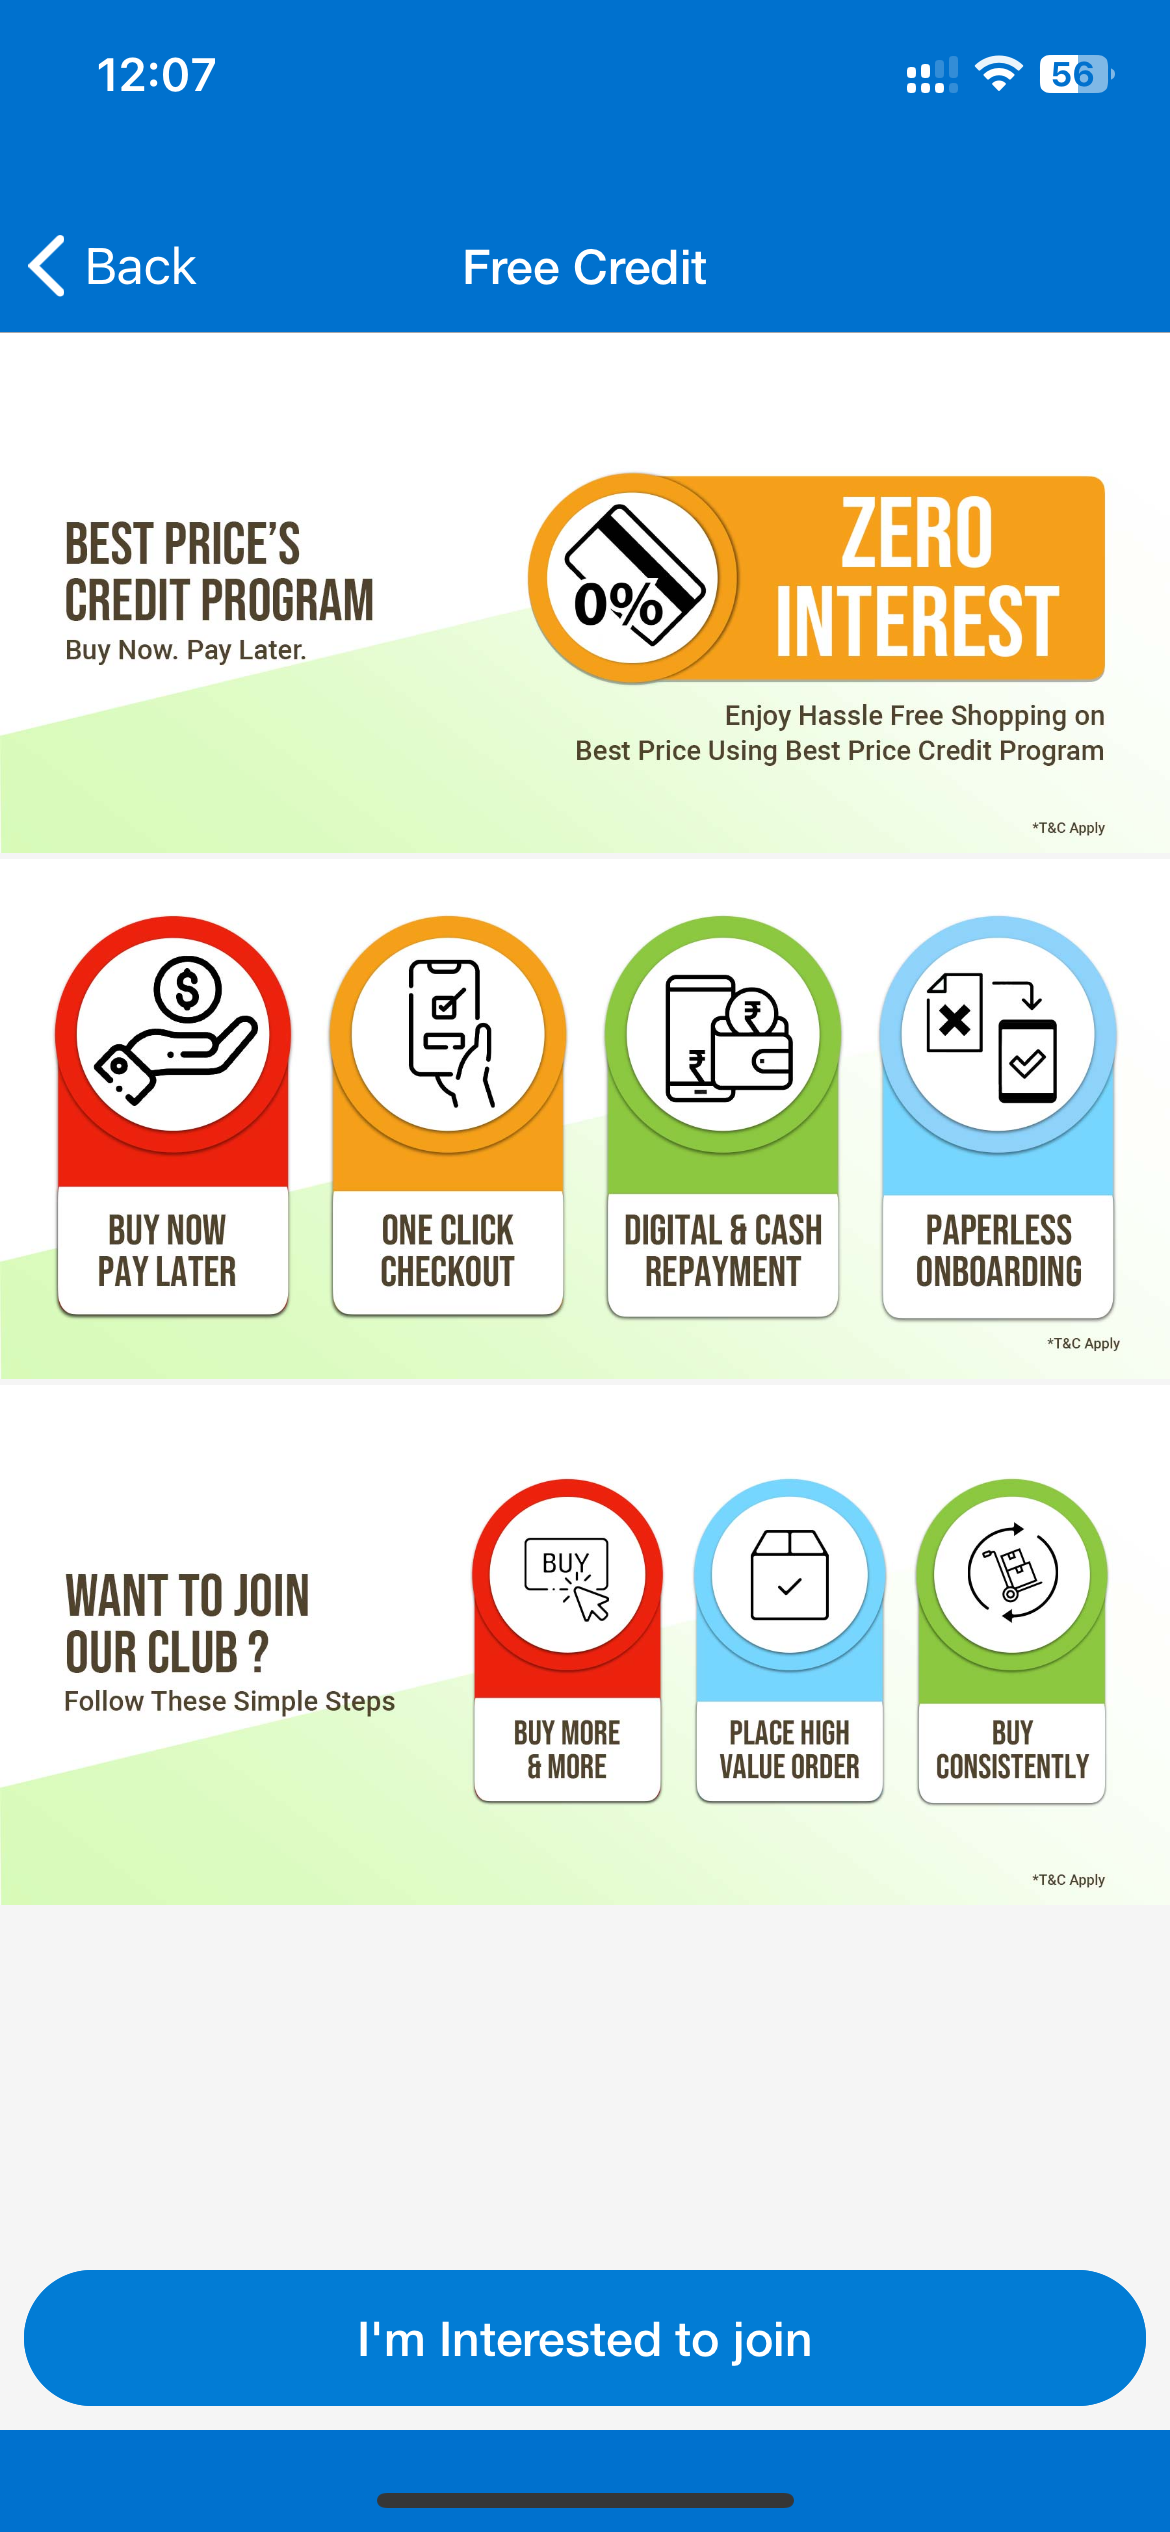 12:07
56
Back
Free Credit
BEST PRICE'S
CREDIT PROGRAM
Buy Now. Pay Later.
0%
ZERO
INTEREST
Enjoy Hassle Free Shopping on
Best Price Using Best Price Credit Program
*T&C Apply
$
₹
₹
BUY NOW
PAY LATER
ONE CLICK
CHECKOUT
DIGITAL & CASH
REPAYMENT
PAPERLESS
ONBOARDING
*T&C Apply
WANT TO JOIN
OUR CLUB ?
Follow These Simple Steps
BUY
BUY MORE
& MORE
PLACE HIGH
VALUE ORDER
BUY
CONSISTENTLY
*T&C Apply
I'm Interested to join